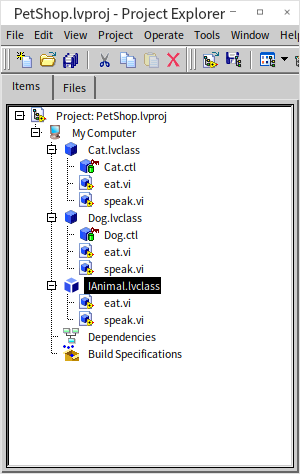 PetShop.lvproj - Project Explorer
File Edit View Project Operate Tools Window Help
Items Files
Project: PetShop.lvproj
My Computer
Cat.lvclass
Cat.ctl
eat.vi
speak.vi
Dog.lvclass
Dog.ctl
eat.vi
speak.vi
IAnimal.lvclass
eat.vi
speak.vi
Dependencies
Build Specifications